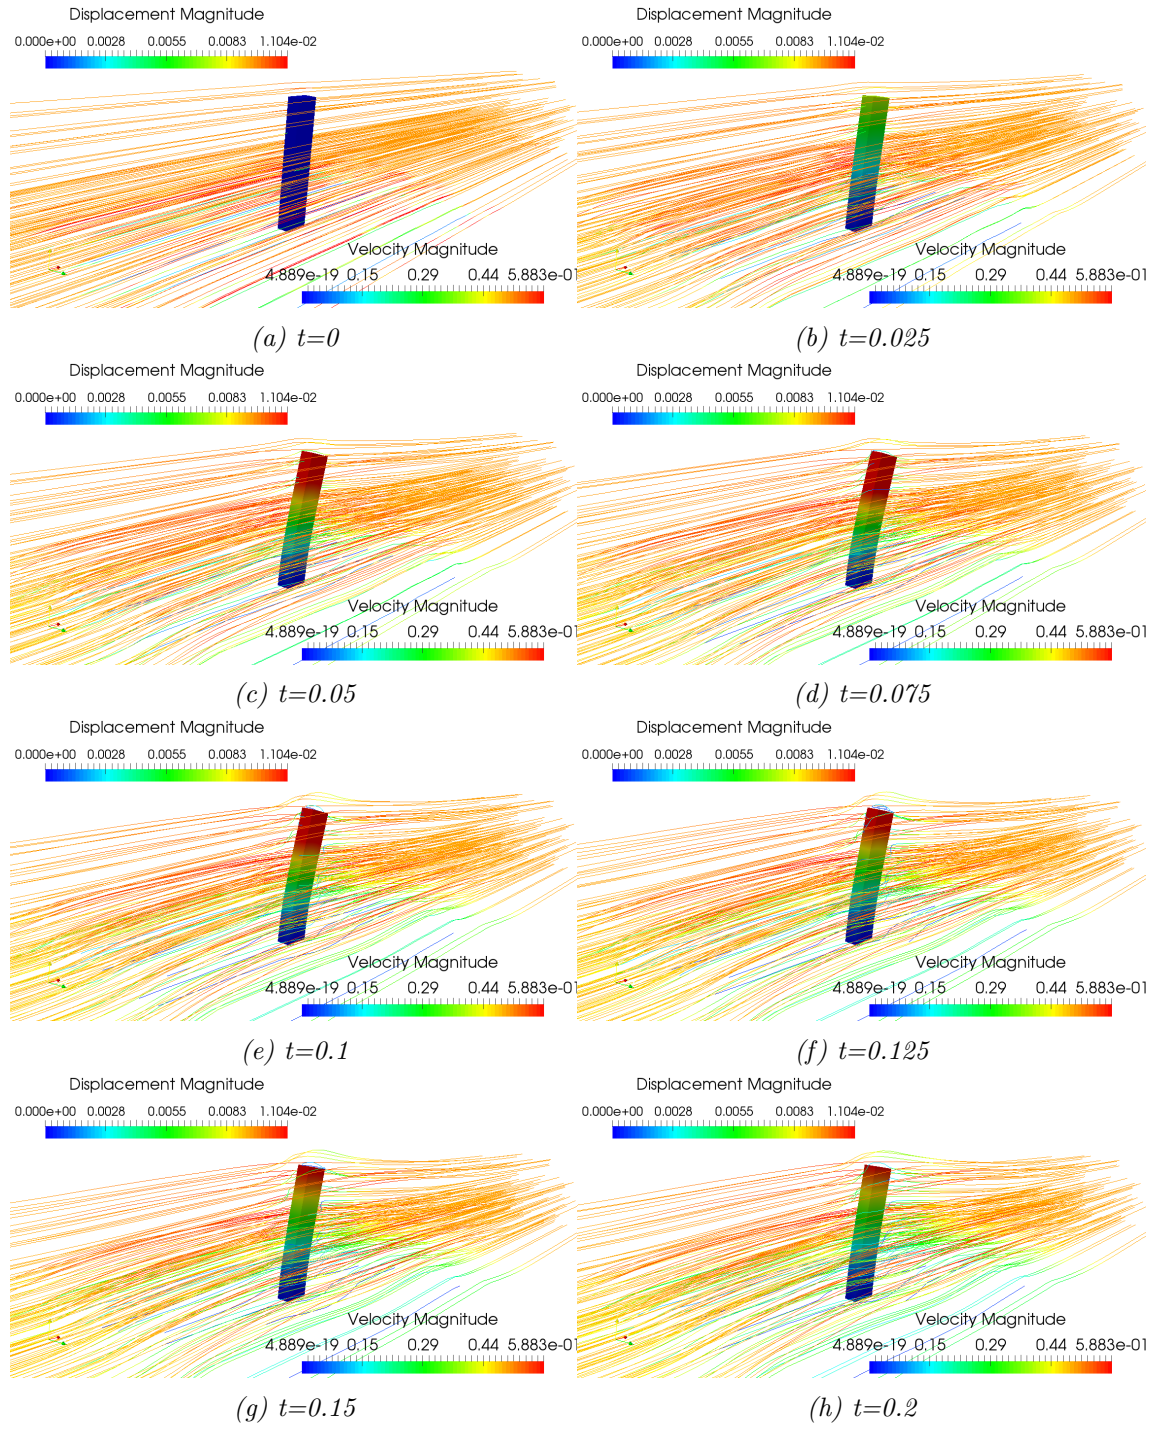 Displacement Magnitude
0.000e+00 0.0028 0.0055 0.0083 1.104e-02
Velocity Magnitude
4.889e-19 0.15 0.29 0.44 5.883e-01
(a) t=0
Displacement Magnitude
0.000e+00 0.0028 0.0055 0.0083 1.104e-02
Velocity Magnitude
4.889e-19 0.15 0.29 0.44 5.883e-01
(b) t=0.025
Displacement Magnitude
0.000e+00 0.0028 0.0055 0.0083 1.104e-02
Velocity Magnitude
4.889e-19 0.15 0.29 0.44 5.883e-01
(c) t=0.05
Displacement Magnitude
0.000e+00 0.0028 0.0055 0.0083 1.104e-02
Velocity Magnitude
4.889e-19 0.15 0.29 0.44 5.883e-01
(d) t=0.075
Displacement Magnitude
0.000e+00 0.0028 0.0055 0.0083 1.104e-02
Velocity Magnitude
4.889e-19 0.15 0.29 0.44 5.883e-01
(e) t=0.1
Displacement Magnitude
0.000e+00 0.0028 0.0055 0.0083 1.104e-02
Velocity Magnitude
4.889e-19 0.15 0.29 0.44 5.883e-01
(f) t=0.125
Displacement Magnitude
0.000e+00 0.0028 0.0055 0.0083 1.104e-02
Velocity Magnitude
4.889e-19 0.15 0.29 0.44 5.883e-01
(g) t=0.15
Displacement Magnitude
0.000e+00 0.0028 0.0055 0.0083 1.104e-02
Velocity Magnitude
4.889e-19 0.15 0.29 0.44 5.883e-01
(h) t=0.2